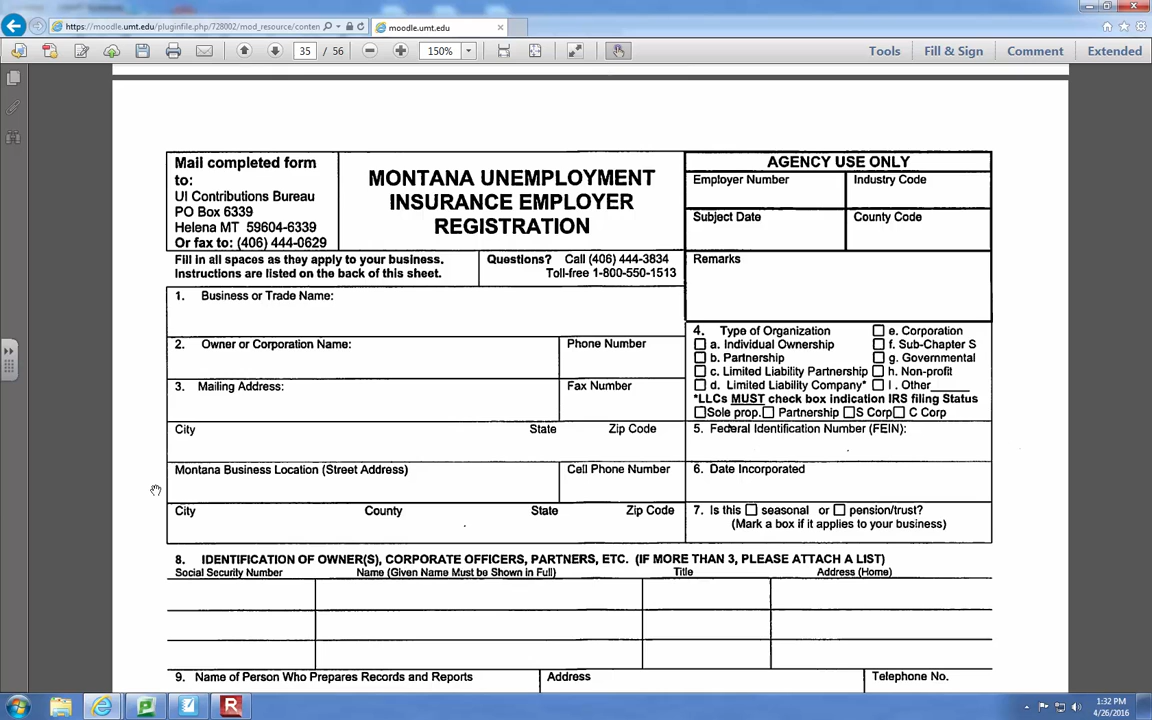 https://moodle.umt.edu/pluginfile.php/728002/mod_resource/conten
moodle.umt.edu
35 / 56
150%
Tools
Fill & Sign
Comment
Extended
Mail completed form
to:
UI Contributions Bureau
PO Box 6339
Helena MT 59604-6339
Or fax to: (406) 444-0629
MONTANA UNEMPLOYMENT
INSURANCE EMPLOYER
REGISTRATION
AGENCY USE ONLY
Employer Number
Industry Code
Subject Date
County Code
Remarks
Fill in all spaces as they apply to your business.
Instructions are listed on the back of this sheet.
Questions? Call (406) 444-3834
Toll-free 1-800-550-1513
1. Business or Trade Name:
2. Owner or Corporation Name:
Phone Number
3. Mailing Address:
Fax Number
City
State
Zip Code
Montana Business Location (Street Address)
Cell Phone Number
City
County
State
Zip Code
4. Type of Organization
e. Corporation
a. Individual Ownership
f. Sub-Chapter S
b. Partnership
g. Governmental
c. Limited Liability Partnership
h. Non-profit
d. Limited Liability Company*
I . Other______
*LLCs MUST check box indication IRS filing Status
Sole prop. Partnership S Corp C Corp
5. Federal Identification Number (FEIN):
6. Date Incorporated
7. Is this seasonal or pension/trust?
(Mark a box if it applies to your business)
8. IDENTIFICATION OF OWNER(S), CORPORATE OFFICERS, PARTNERS, ETC. (IF MORE THAN 3, PLEASE ATTACH A LIST)
Social Security Number
Name (Given Name Must be Shown in Full)
Title
Address (Home)
9. Name of Person Who Prepares Records and Reports
Address
Telephone No.
1:32 PM
4/26/2016